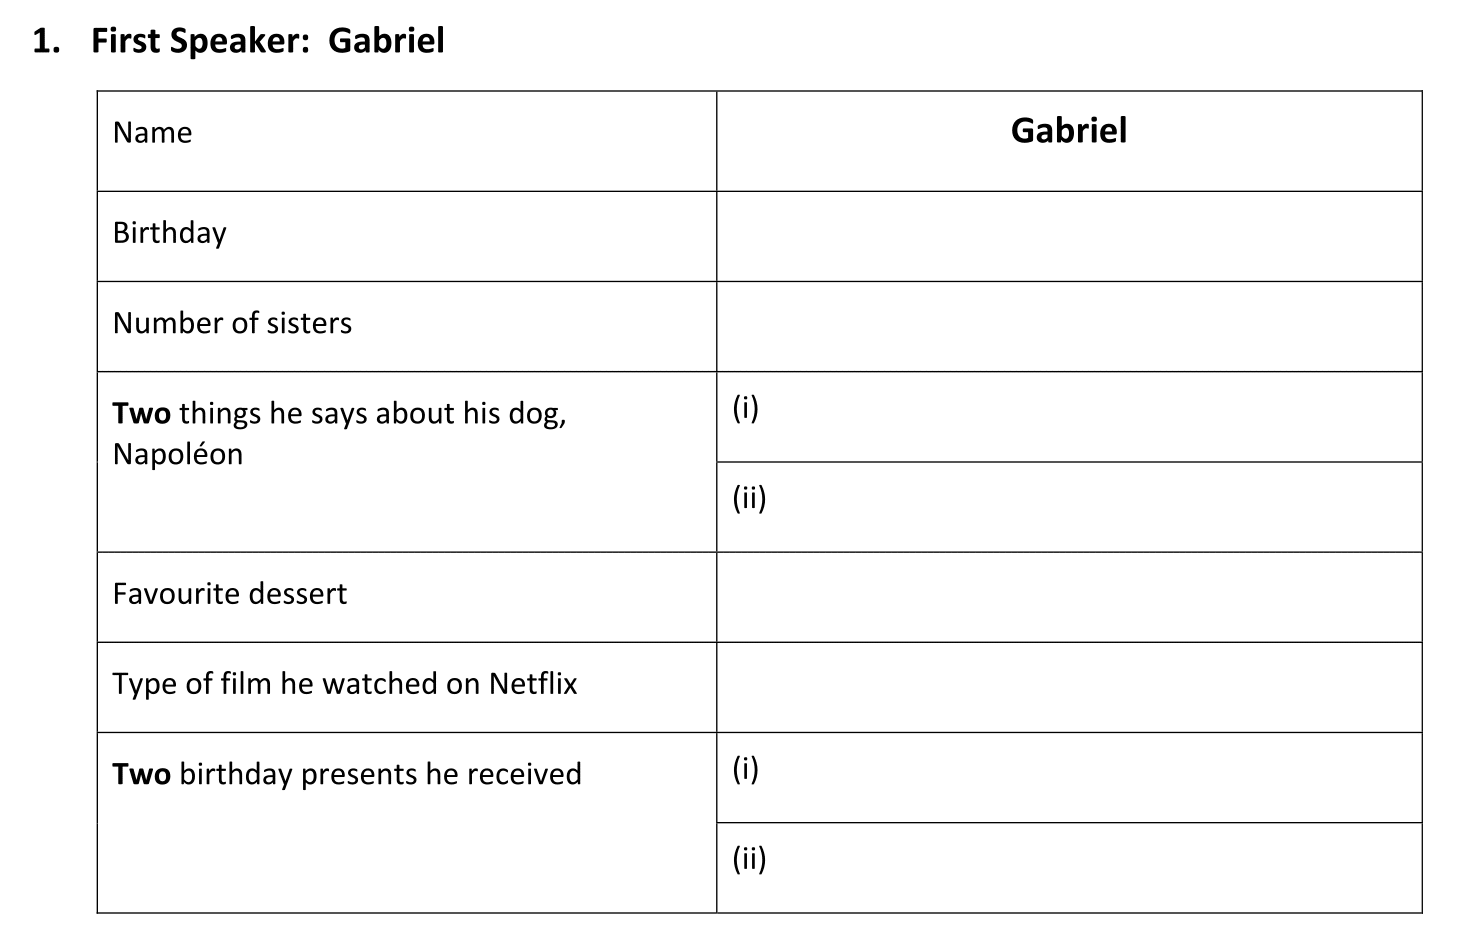 1. First Speaker: Gabriel
Name
Gabriel
Birthday
Number of sisters
Two things he says about his dog,
Napoléon
(i)
(ii)
Favourite dessert
Type of film he watched on Netflix
Two birthday presents he received
(i)
(ii)